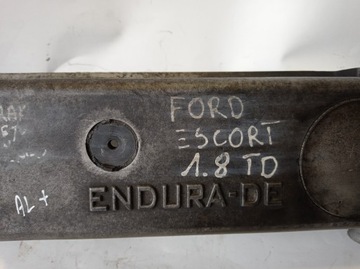 FORD
ESCORT
1.8 TD
ENDURA-DE
AL+